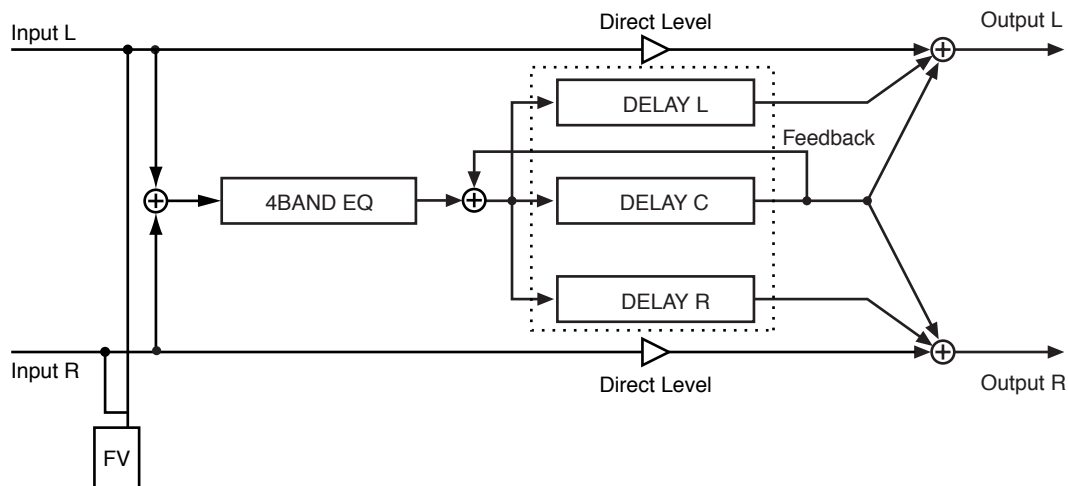 Direct Level
Output L
Input L
DELAY L
Feedback
4BAND EQ
DELAY C
DELAY R
Input R
Direct Level
Output R
FV